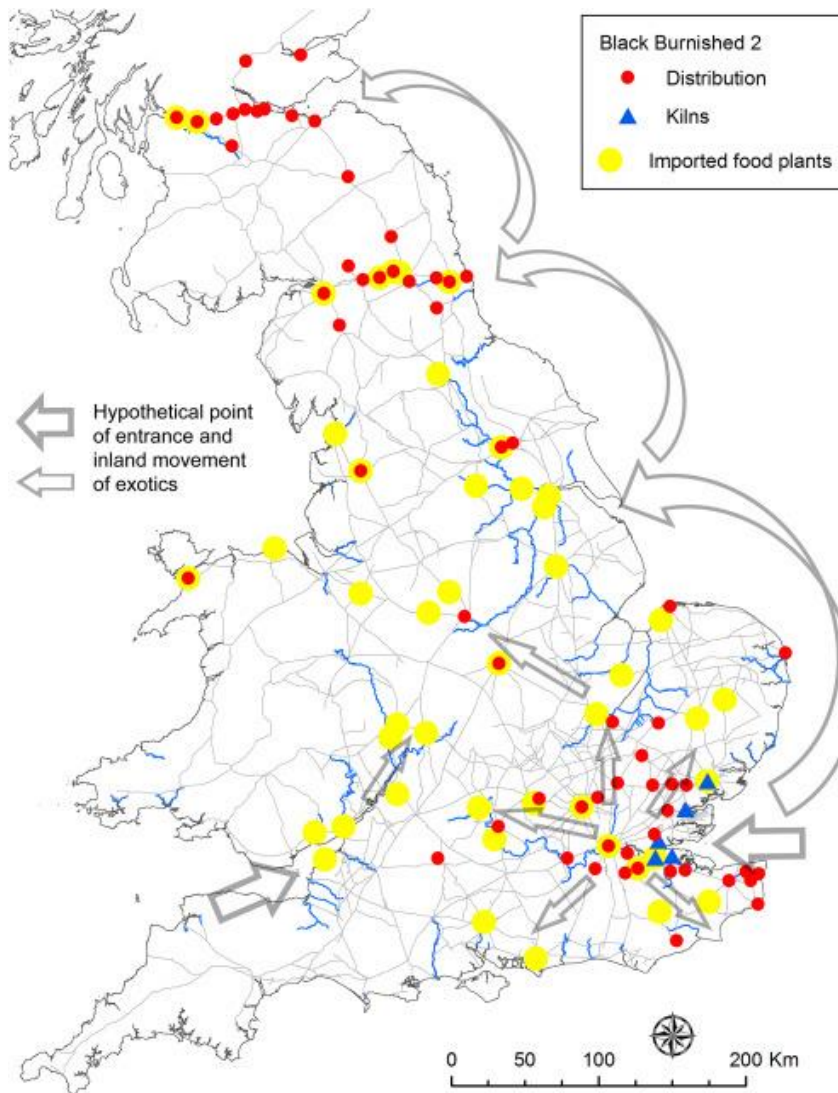 Black Burnished 2
Distribution
Kilns
Imported food plants
Hypothetical point
of entrance and
inland movement
of exotics
0 50 100 200 Km